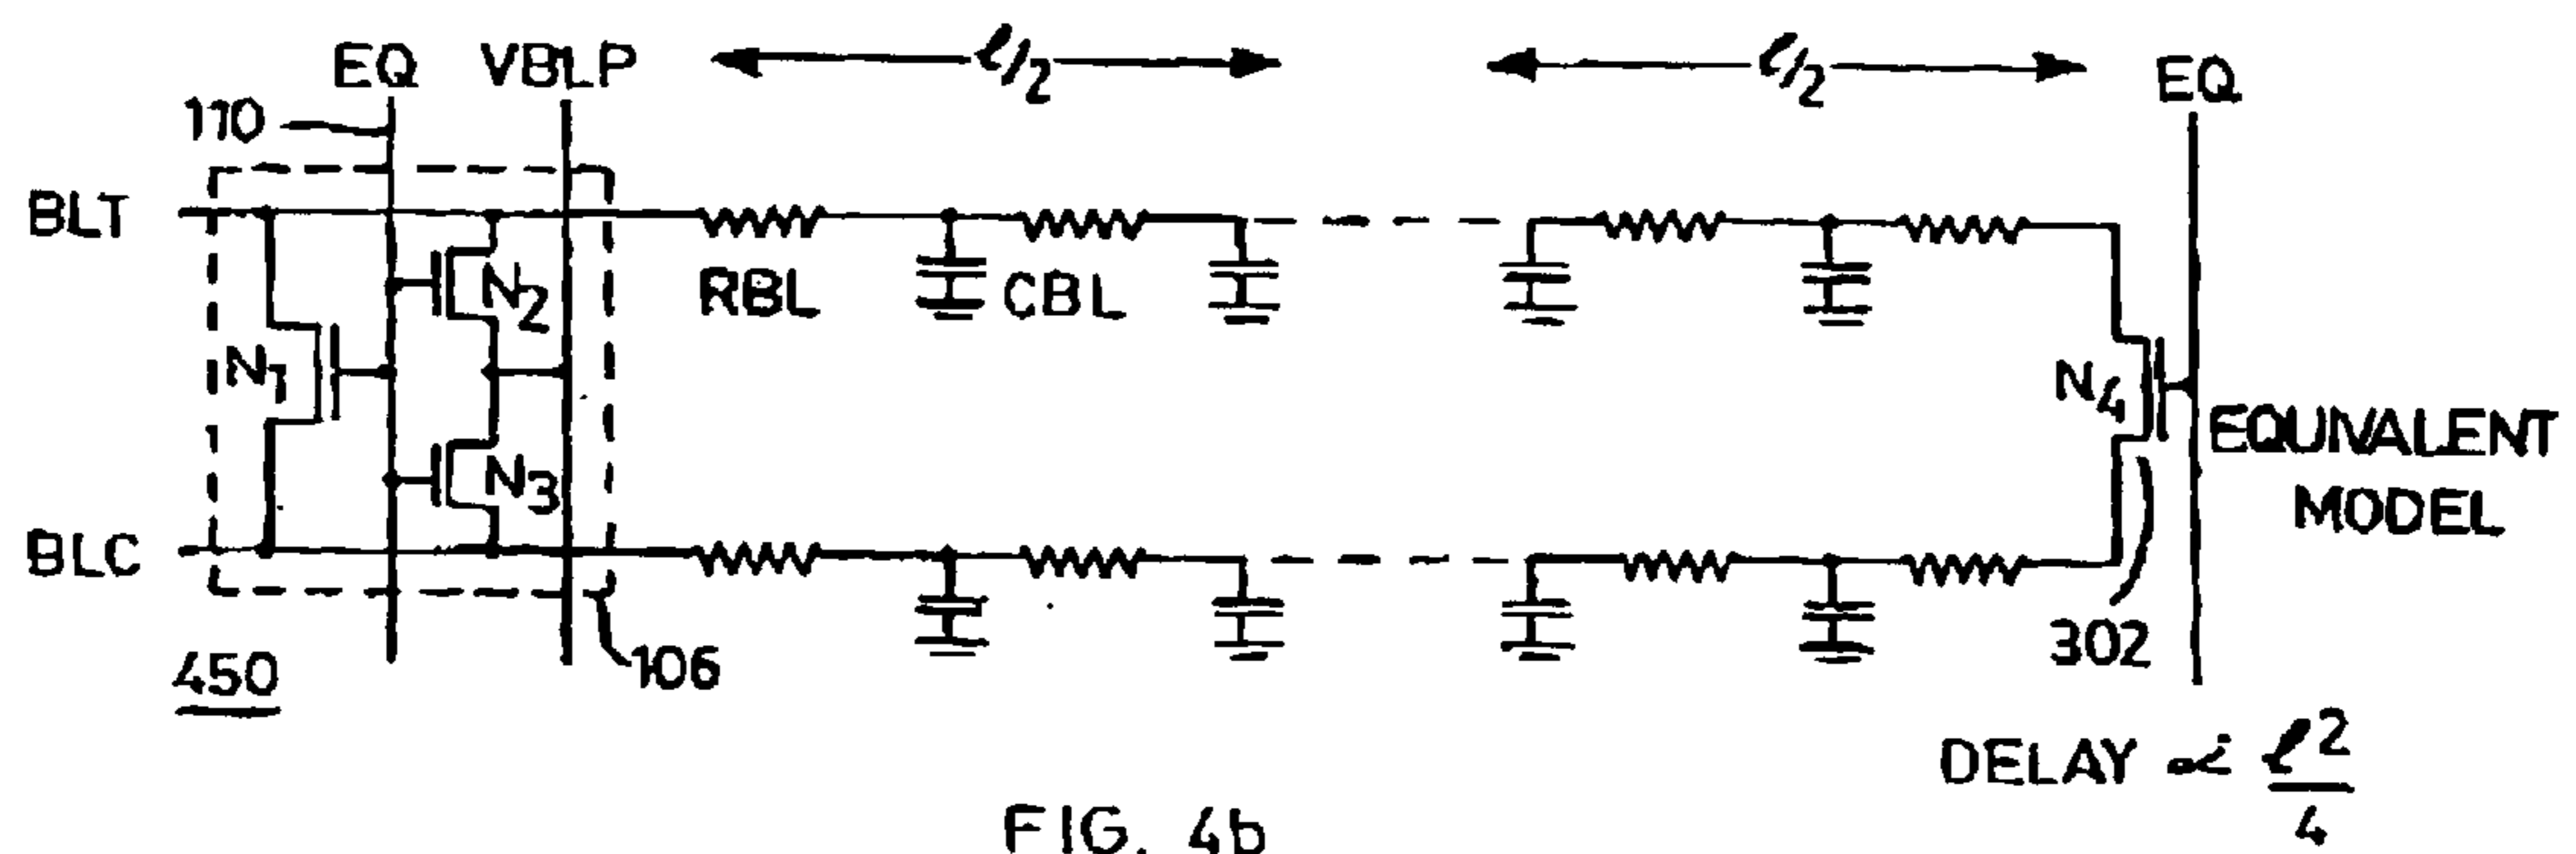 EQ VBLP ℓ/2 ℓ/2 EQ
110
BLT
N2
RBL CBL
N1
N4
EQUIVALENT
MODEL
N3
BLC
302
450 106
DELAY ∝ ℓ²/4
FIG. 4b